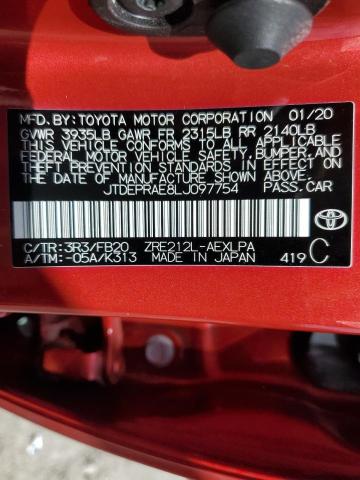 MFD.BY:TOYOTA MOTOR CORPORATION 01/20
GVWR 3935LB GAWR FR 2315LB RR 2140LB
THIS VEHICLE CONFORMS TO ALL APPLICABLE
FEDERAL MOTOR VEHICLE SAFETY, BUMPER, AND
THEFT PREVENTION STANDARDS IN EFFECT ON
THE DATE OF MANUFACTURE SHOWN ABOVE.
JTDEPRAE8LJ097754 PASS.CAR
C/TR:3R3/FB20 ZRE212L-AEXLPA
A/TM:-05A/K313 MADE IN JAPAN 419 C
TOYOTA